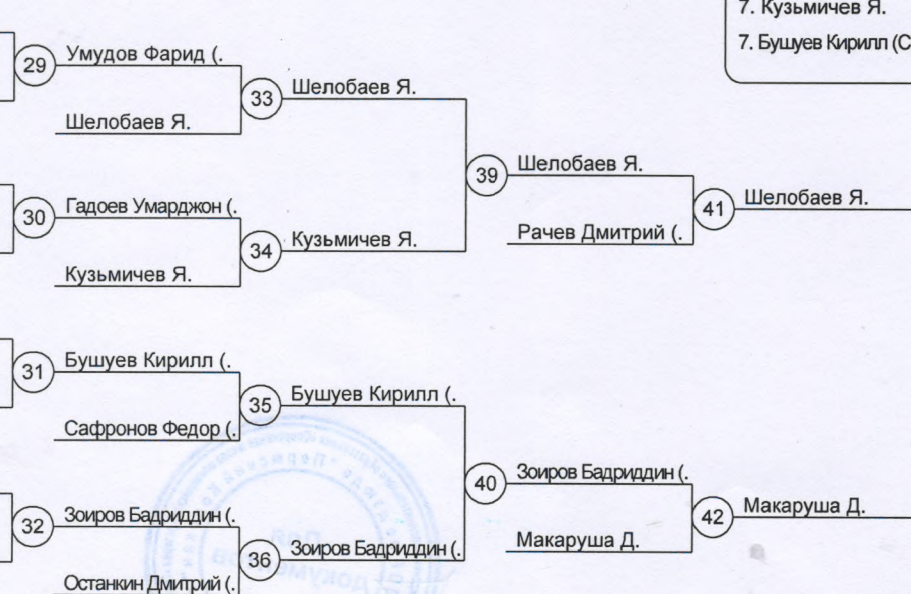 7. Кузьмичев Я.
7. Бушуев Кирилл (С
29 Умудов Фарид (.
33 Шелобаев Я.
Шелобаев Я.
39 Шелобаев Я.
41 Шелобаев Я.
30 Гадоев Умарджон (.
34 Кузьмичев Я.
Рачев Дмитрий (.
Кузьмичев Я.
31 Бушуев Кирилл (.
35 Бушуев Кирилл (.
Сафронов Федор (.
40 Зоиров Бадриддин (.
42 Макаруша Д.
32 Зоиров Бадриддин (.
36 Зоиров Бадриддин (.
Макаруша Д.
Останкин Дмитрий (.
Для
документов